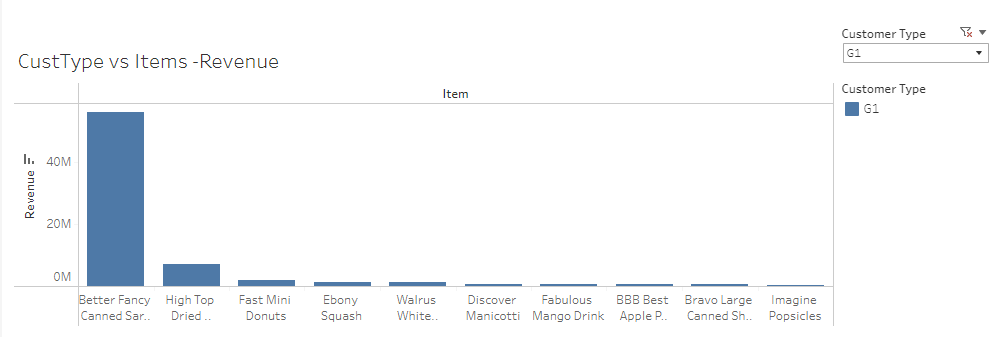 Customer Type
G1
CustType vs Items -Revenue
Customer Type
G1
Item
Revenue
40M
20M
0M
Better Fancy Canned Sar..
High Top Dried ..
Fast Mini Donuts
Ebony Squash
Walrus White..
Discover Manicotti
Fabulous Mango Drink
BBB Best Apple P..
Bravo Large Canned Sh..
Imagine Popsicles